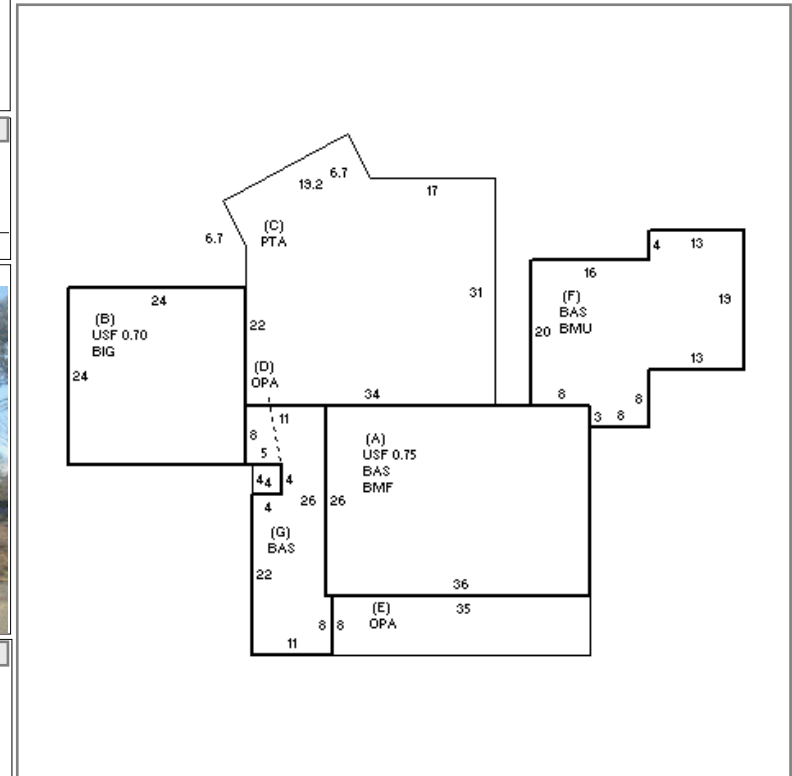 6.7
19.2
17
6.7
(C)
PTA
4
13
16
31
19
24
(F)
BAS
BMU
(B)
USF 0.70
BIG
22
20
13
24
(D)
OPA
34
8
8
11
3
8
8
(A)
USF 0.75
BAS
BMF
5
4
4
4
4
26
26
(G)
BAS
22
36
(E)
OPA
35
8
8
11